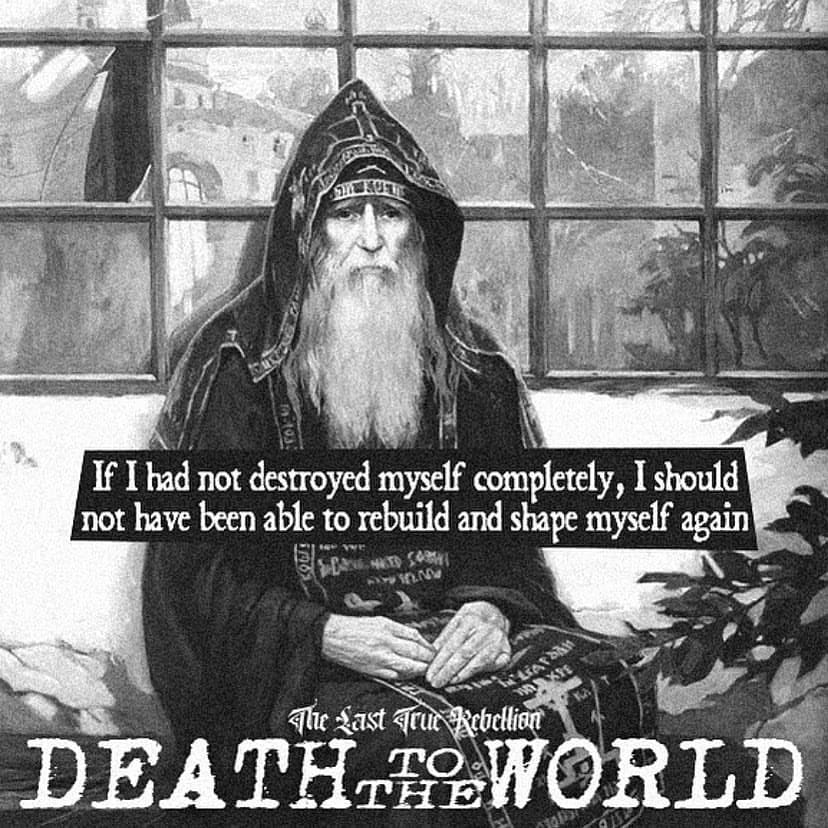 If I had not destroyed myself completely, I should
not have been able to rebuild and shape myself again
The Last True Rebellion
DEATH TO THE WORLD